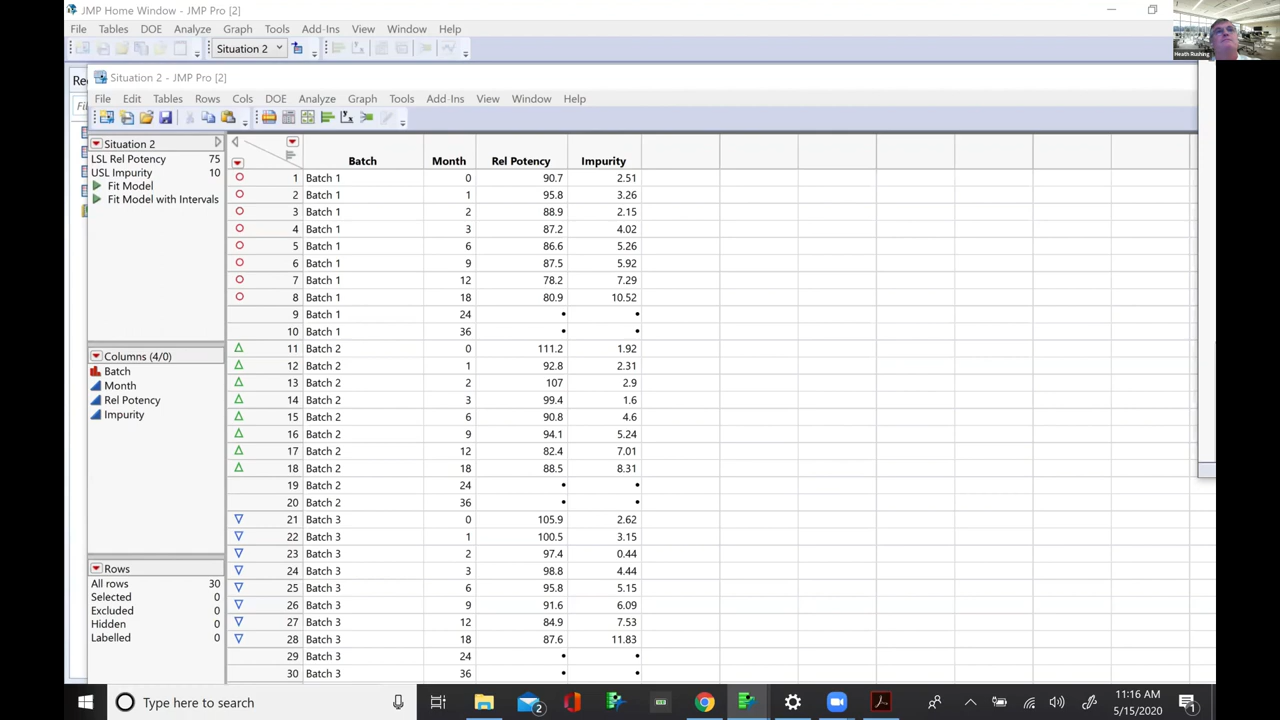 JMP Home Window - JMP Pro [2]
File Tables DOE Analyze Graph Tools Add-Ins View Window Help
Situation 2
Heath Rushing
Situation 2 - JMP Pro [2]
File Edit Tables Rows Cols DOE Analyze Graph Tools Add-Ins View Window Help
Situation 2
LSL Rel Potency 75
USL Impurity 10
Fit Model
Fit Model with Intervals
Columns (4/0)
Batch
Month
Rel Potency
Impurity
Rows
All rows 30
Selected 0
Excluded 0
Hidden 0
Labelled 0
Batch Month Rel Potency Impurity
1 Batch 1 0 90.7 2.51
2 Batch 1 1 95.8 3.26
3 Batch 1 2 88.9 2.15
4 Batch 1 3 87.2 4.02
5 Batch 1 6 86.6 5.26
6 Batch 1 9 87.5 5.92
7 Batch 1 12 78.2 7.29
8 Batch 1 18 80.9 10.52
9 Batch 1 24 • •
10 Batch 1 36 • •
11 Batch 2 0 111.2 1.92
12 Batch 2 1 92.8 2.31
13 Batch 2 2 107 2.9
14 Batch 2 3 99.4 1.6
15 Batch 2 6 90.8 4.6
16 Batch 2 9 94.1 5.24
17 Batch 2 12 82.4 7.01
18 Batch 2 18 88.5 8.31
19 Batch 2 24 • •
20 Batch 2 36 • •
21 Batch 3 0 105.9 2.62
22 Batch 3 1 100.5 3.15
23 Batch 3 2 97.4 0.44
24 Batch 3 3 98.8 4.44
25 Batch 3 6 95.8 5.15
26 Batch 3 9 91.6 6.09
27 Batch 3 12 84.9 7.53
28 Batch 3 18 87.6 11.83
29 Batch 3 24 • •
30 Batch 3 36 • •
Type here to search
2
11:16 AM
5/15/2020
1